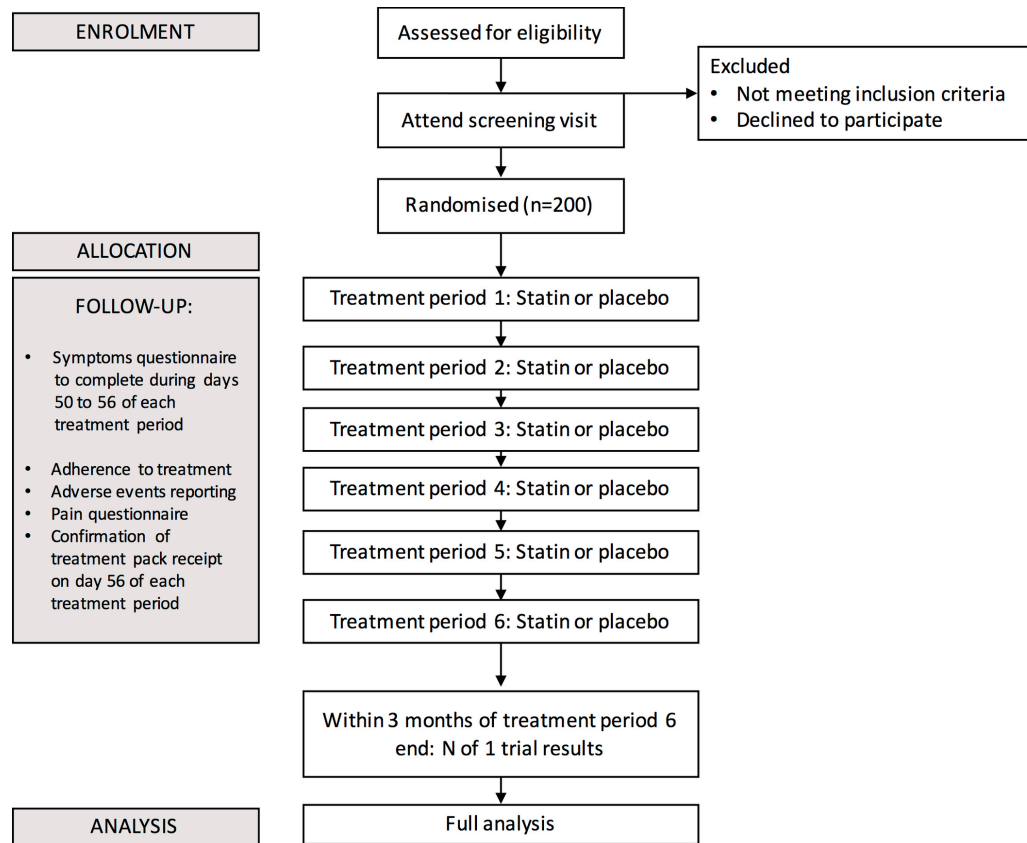 ENROLMENT
Assessed for eligibility
Excluded
• Not meeting inclusion criteria
• Declined to participate
Attend screening visit
Randomised (n=200)
ALLOCATION
FOLLOW-UP:
• Symptoms questionnaire
to complete during days
50 to 56 of each
treatment period
• Adherence to treatment
• Adverse events reporting
• Pain questionnaire
• Confirmation of
treatment pack receipt
on day 56 of each
treatment period
Treatment period 1: Statin or placebo
Treatment period 2: Statin or placebo
Treatment period 3: Statin or placebo
Treatment period 4: Statin or placebo
Treatment period 5: Statin or placebo
Treatment period 6: Statin or placebo
Within 3 months of treatment period 6
end: N of 1 trial results
ANALYSIS
Full analysis